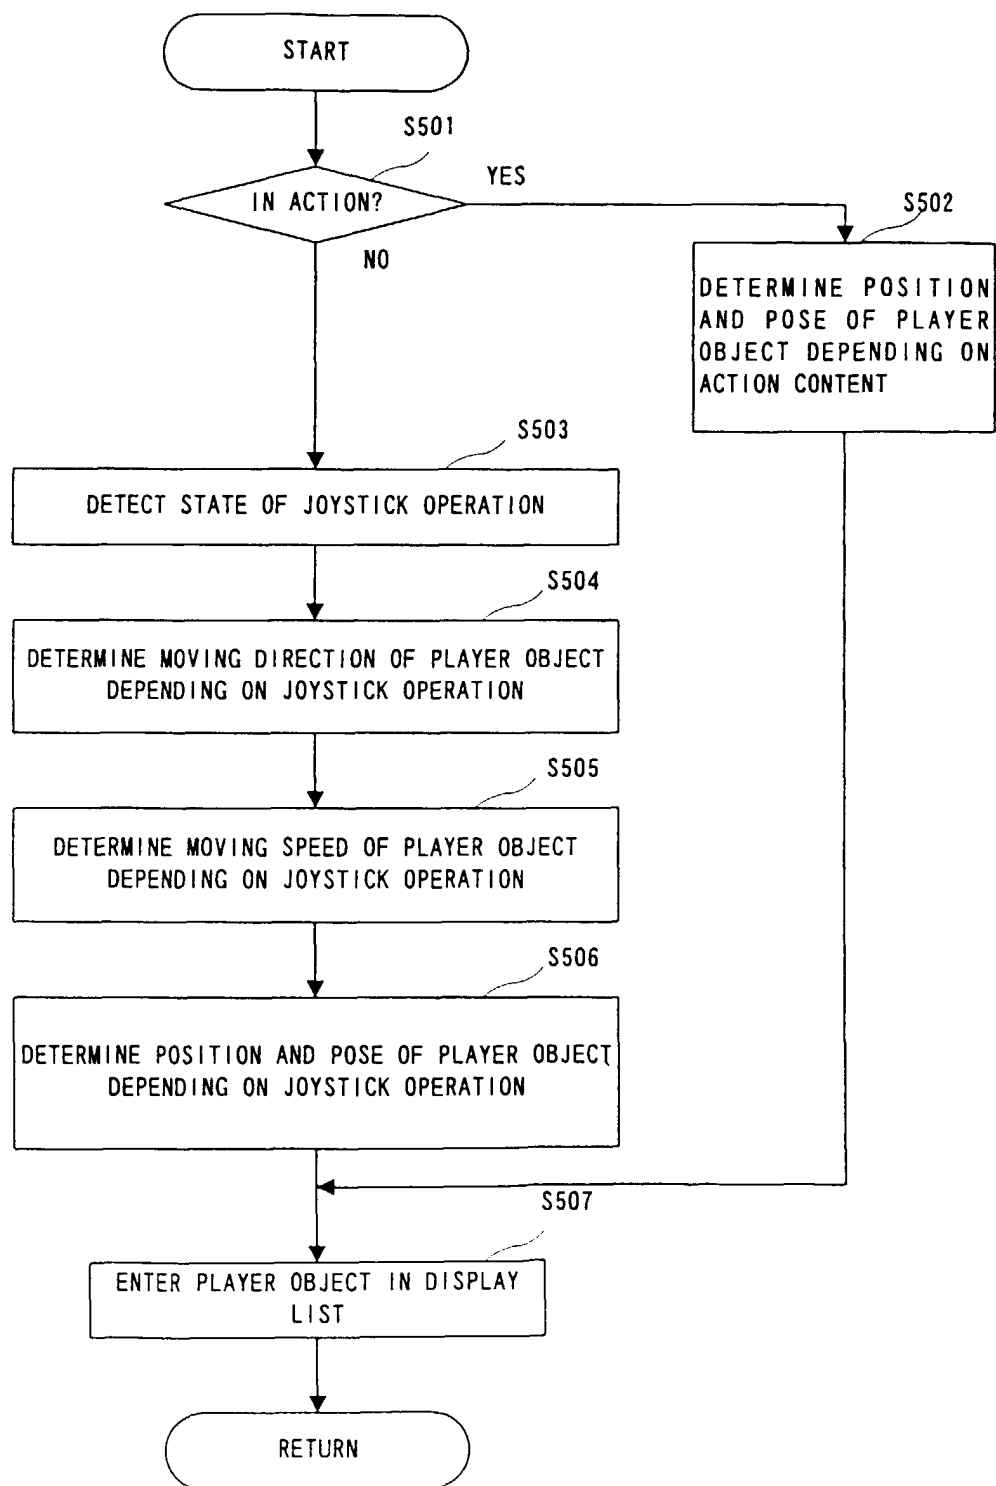 START
S501
IN ACTION?
YES
NO
S502
DETERMINE POSITION
AND POSE OF PLAYER
OBJECT DEPENDING ON
ACTION CONTENT
S503
DETECT STATE OF JOYSTICK OPERATION
S504
DETERMINE MOVING DIRECTION OF PLAYER OBJECT
DEPENDING ON JOYSTICK OPERATION
S505
DETERMINE MOVING SPEED OF PLAYER OBJECT
DEPENDING ON JOYSTICK OPERATION
S506
DETERMINE POSITION AND POSE OF PLAYER OBJECT
DEPENDING ON JOYSTICK OPERATION
S507
ENTER PLAYER OBJECT IN DISPLAY
LIST
RETURN